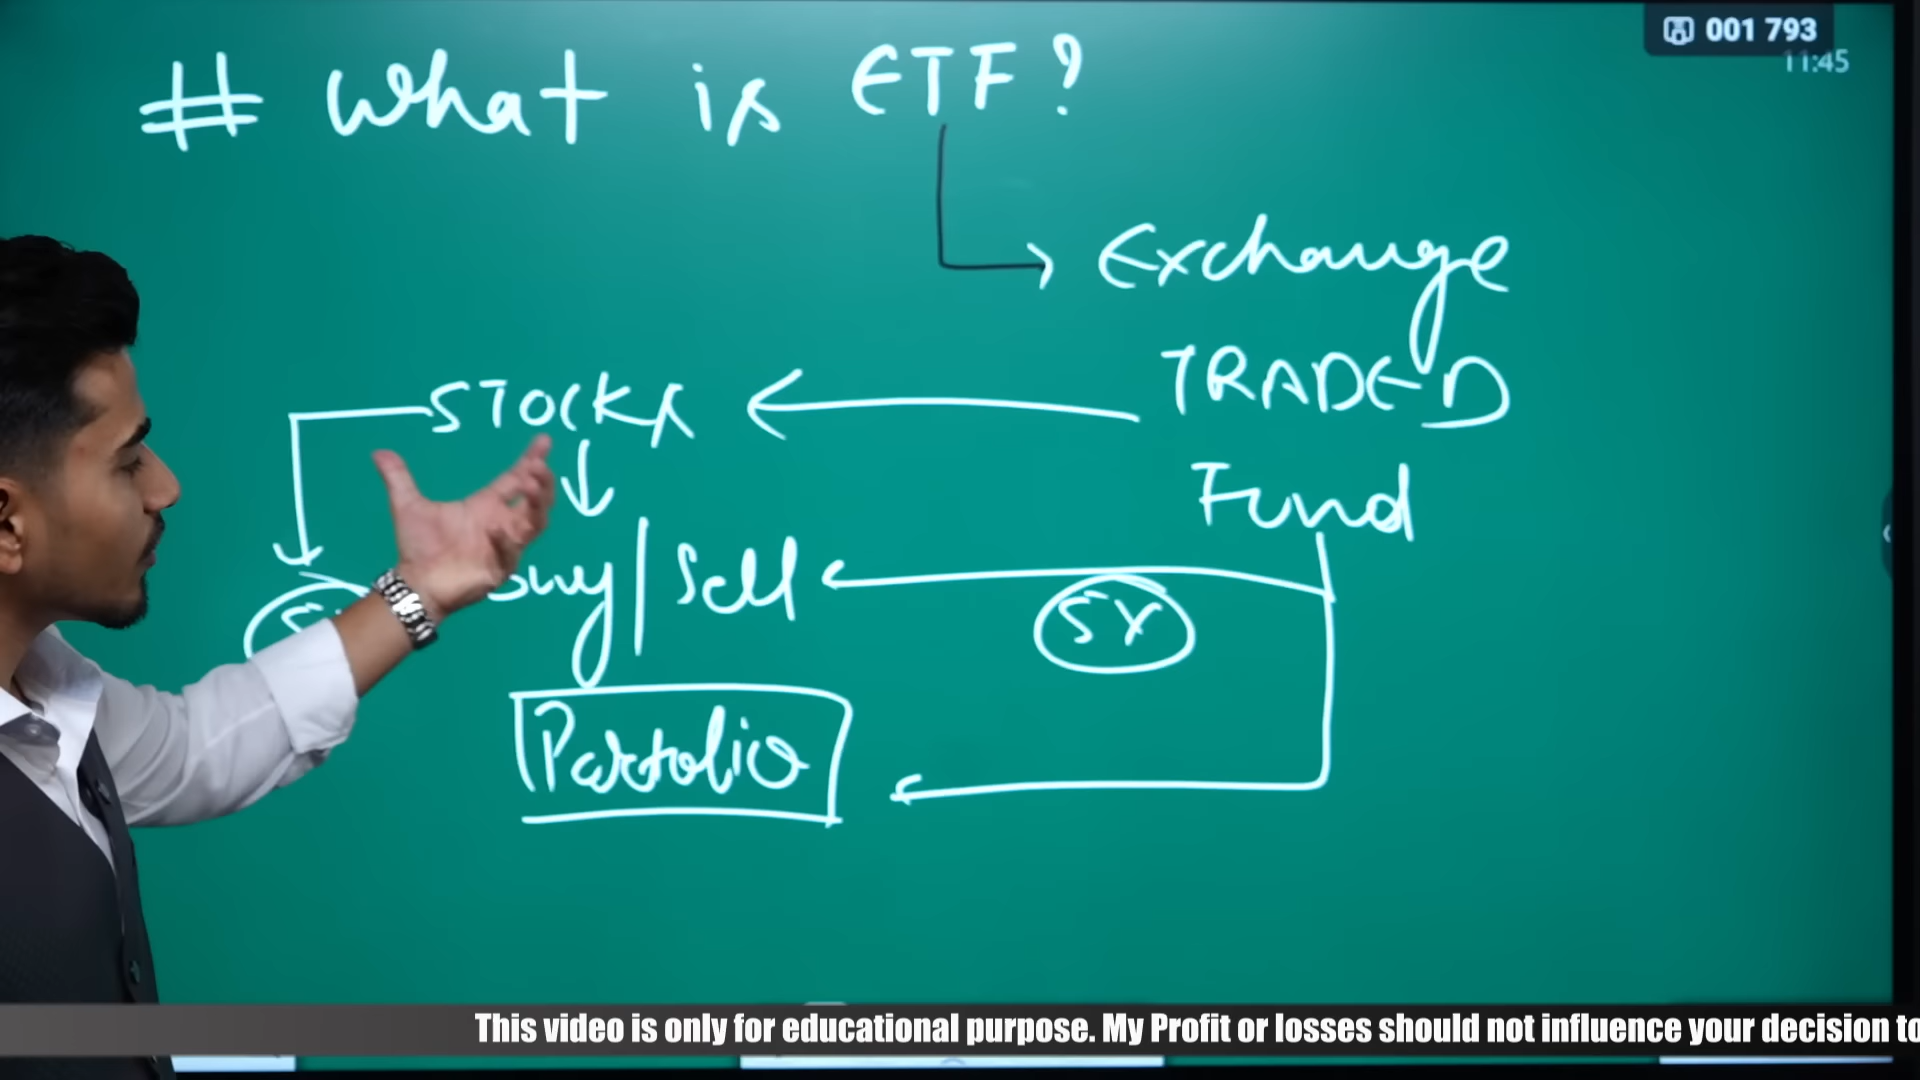 001 793
11:45
# What is ETF?
Exchange
TRADED
STOCKS
Fund
Buy/Sell
5X
Portfolio
This video is only for educational purpose. My Profit or losses should not influence your decision to